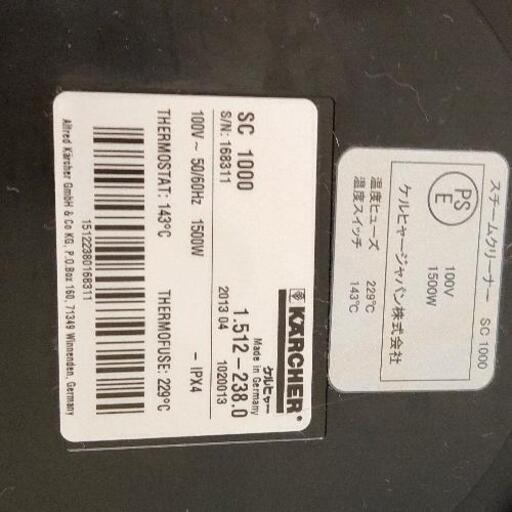 KÄRCHER
ケルヒャー
Made in Germany
SC 1000
1.512-238.0
S/N: 168311
2013 04
1020013
100V ~ 50/60Hz 1500W
- IPX4
THERMOSTAT: 143°C
THERMOFUSE: 229°C
15122380168311
Alfred Kärcher GmbH & Co KG, P.O.Box 160, 71349 Winnenden, Germany
スチームクリーナー SC 1000
PS
E
100V
1500W
ケルヒャージャパン株式会社
温度ヒューズ 229℃
温度スイッチ 143℃